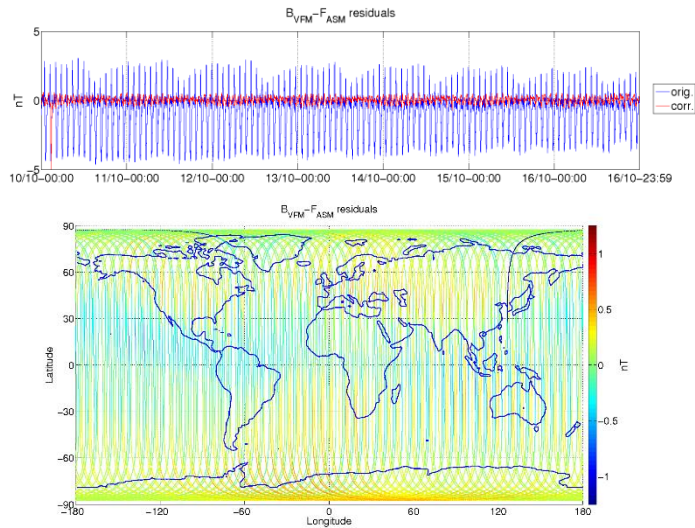 B_VFM–F_ASM residuals
5
0
−5
nT
orig.
corr.
10/10−00:00 11/10−00:00 12/10−00:00 13/10−00:00 14/10−00:00 15/10−00:00 16/10−00:00 16/10−23:59
B_VFM–F_ASM residuals
90
60
30
0
−30
−60
−90
Latitude
−180 −120 −60 0 60 120 180
Longitude
1
0.5
0
−0.5
−1
nT